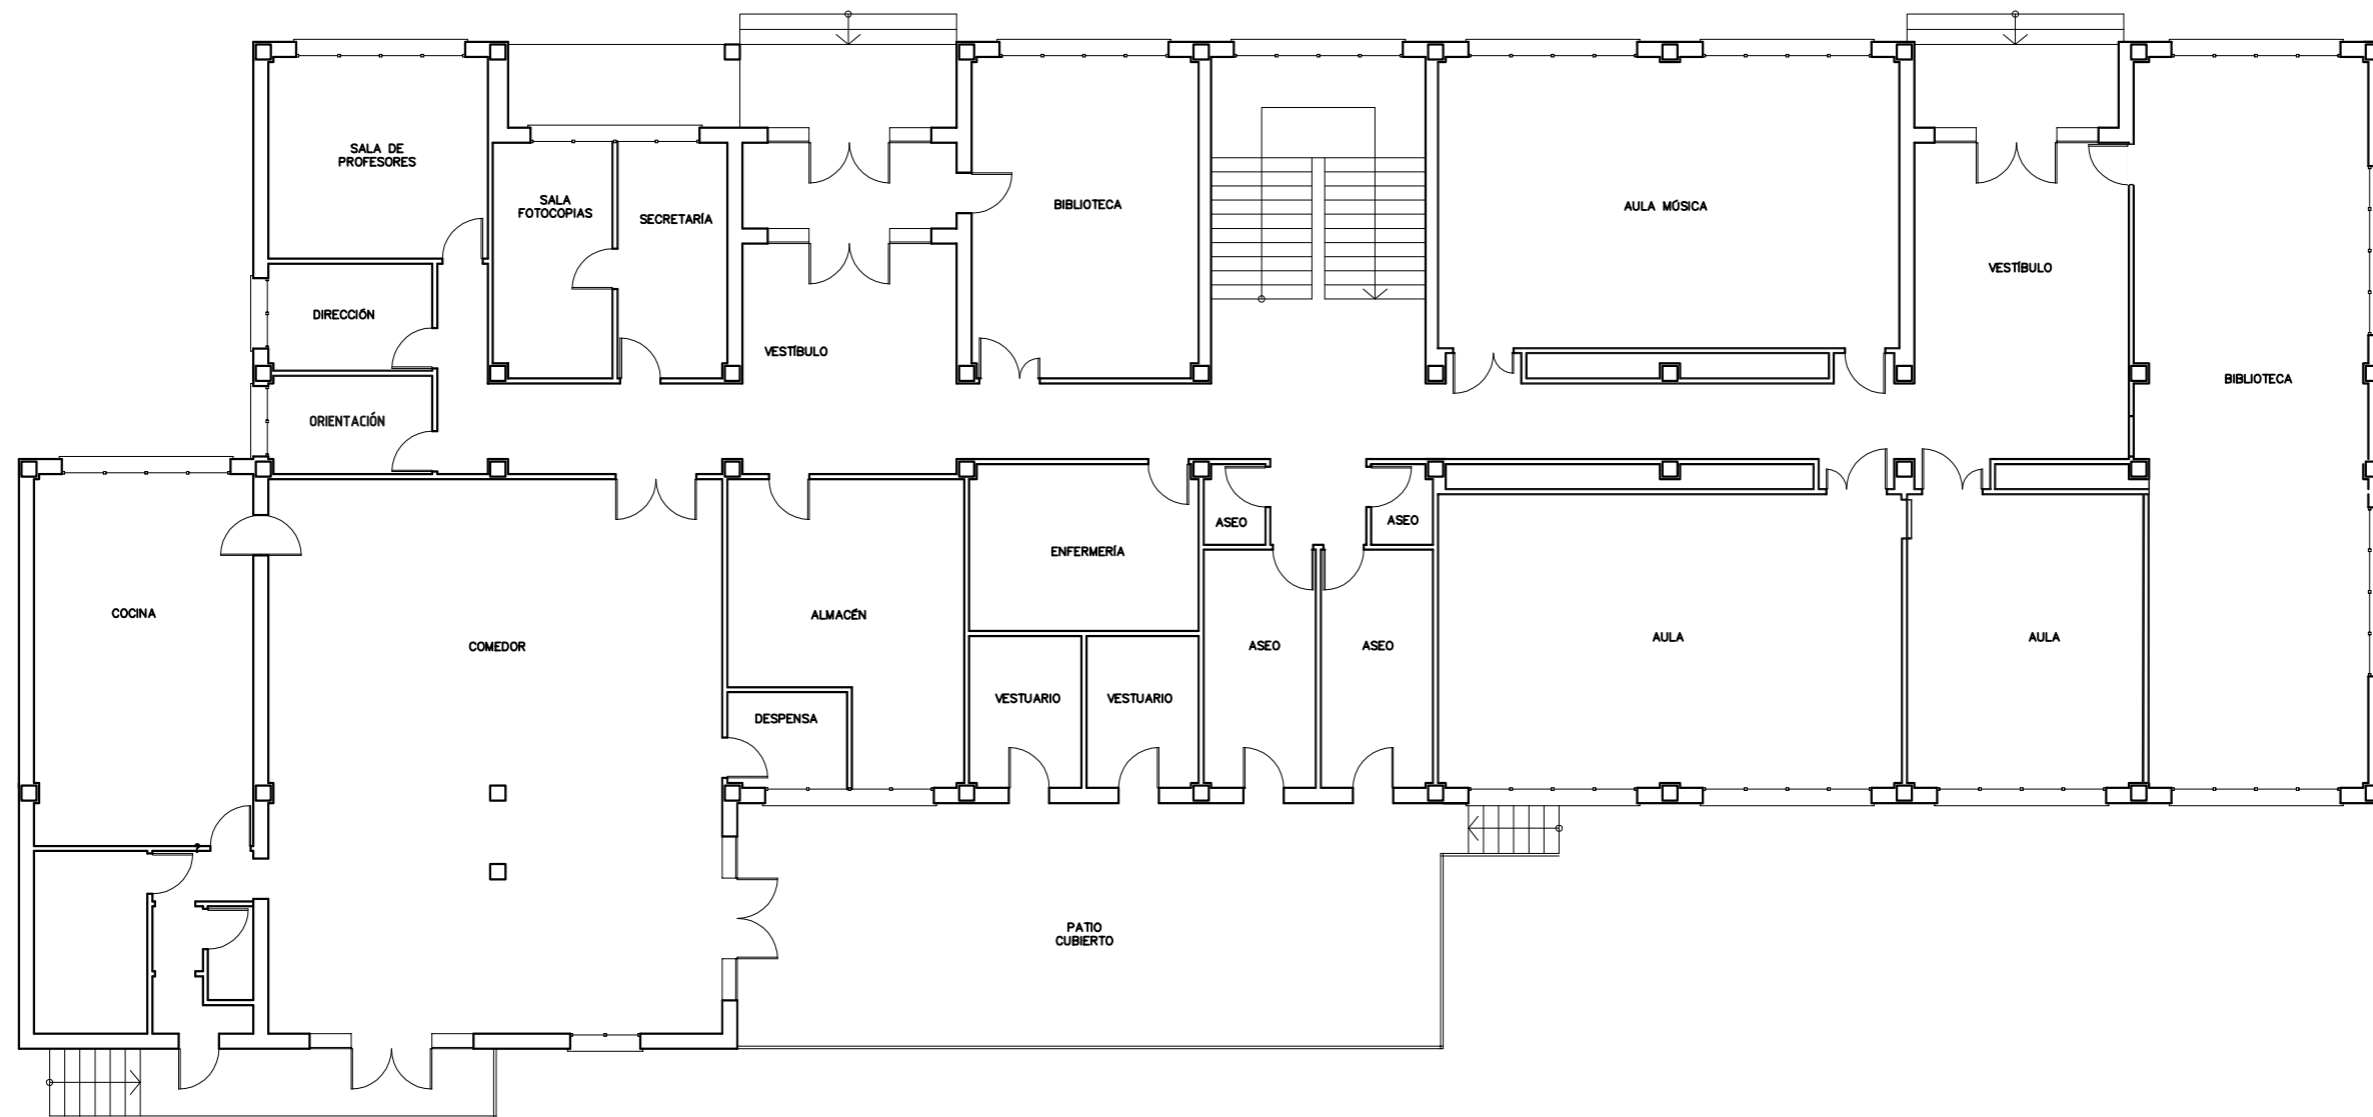 SALA DE
PROFESORES
SALA
FOTOCOPIAS
SECRETARÍA
BIBLIOTECA
AULA MÚSICA
VESTÍBULO
DIRECCIÓN
VESTÍBULO
BIBLIOTECA
ORIENTACIÓN
ASEO
ASEO
ENFERMERÍA
COCINA
ALMACÉN
COMEDOR
ASEO
ASEO
AULA
AULA
VESTUARIO
VESTUARIO
DESPENSA
PATIO
CUBIERTO